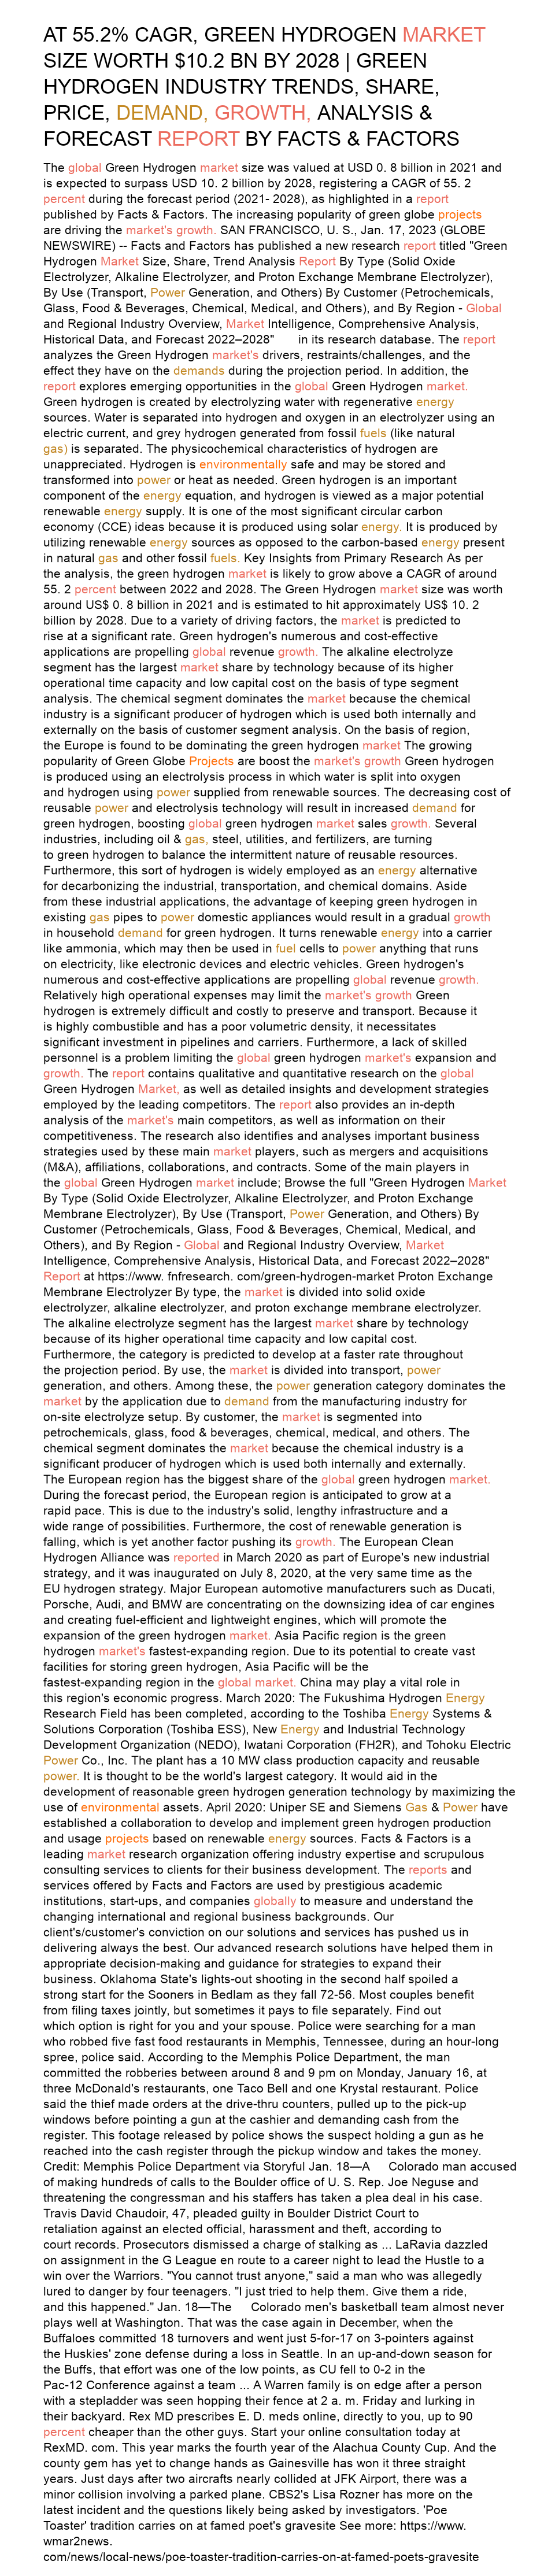 AT 55.2% CAGR, GREEN HYDROGEN MARKET
SIZE WORTH $10.2 BN BY 2028 | GREEN
HYDROGEN INDUSTRY TRENDS, SHARE,
PRICE, DEMAND, GROWTH, ANALYSIS &
FORECAST REPORT BY FACTS & FACTORS
The global Green Hydrogen market size was valued at USD 0. 8 billion in 2021 and
is expected to surpass USD 10. 2 billion by 2028, registering a CAGR of 55. 2
percent during the forecast period (2021- 2028), as highlighted in a report
published by Facts & Factors. The increasing popularity of green globe projects
are driving the market's growth. SAN FRANCISCO, U. S., Jan. 17, 2023 (GLOBE
NEWSWIRE) -- Facts and Factors has published a new research report titled "Green
Hydrogen Market Size, Share, Trend Analysis Report By Type (Solid Oxide
Electrolyzer, Alkaline Electrolyzer, and Proton Exchange Membrane Electrolyzer),
By Use (Transport, Power Generation, and Others) By Customer (Petrochemicals,
Glass, Food & Beverages, Chemical, Medical, and Others), and By Region - Global
and Regional Industry Overview, Market Intelligence, Comprehensive Analysis,
Historical Data, and Forecast 2022–2028" in its research database. The report
analyzes the Green Hydrogen market's drivers, restraints/challenges, and the
effect they have on the demands during the projection period. In addition, the
report explores emerging opportunities in the global Green Hydrogen market.
Green hydrogen is created by electrolyzing water with regenerative energy
sources. Water is separated into hydrogen and oxygen in an electrolyzer using an
electric current, and grey hydrogen generated from fossil fuels (like natural
gas) is separated. The physicochemical characteristics of hydrogen are
unappreciated. Hydrogen is environmentally safe and may be stored and
transformed into power or heat as needed. Green hydrogen is an important
component of the energy equation, and hydrogen is viewed as a major potential
renewable energy supply. It is one of the most significant circular carbon
economy (CCE) ideas because it is produced using solar energy. It is produced by
utilizing renewable energy sources as opposed to the carbon-based energy present
in natural gas and other fossil fuels. Key Insights from Primary Research As per
the analysis, the green hydrogen market is likely to grow above a CAGR of around
55. 2 percent between 2022 and 2028. The Green Hydrogen market size was worth
around US$ 0. 8 billion in 2021 and is estimated to hit approximately US$ 10. 2
billion by 2028. Due to a variety of driving factors, the market is predicted to
rise at a significant rate. Green hydrogen's numerous and cost-effective
applications are propelling global revenue growth. The alkaline electrolyze
segment has the largest market share by technology because of its higher
operational time capacity and low capital cost on the basis of type segment
analysis. The chemical segment dominates the market because the chemical
industry is a significant producer of hydrogen which is used both internally and
externally on the basis of customer segment analysis. On the basis of region,
the Europe is found to be dominating the green hydrogen market The growing
popularity of Green Globe Projects are boost the market's growth Green hydrogen
is produced using an electrolysis process in which water is split into oxygen
and hydrogen using power supplied from renewable sources. The decreasing cost of
reusable power and electrolysis technology will result in increased demand for
green hydrogen, boosting global green hydrogen market sales growth. Several
industries, including oil & gas, steel, utilities, and fertilizers, are turning
to green hydrogen to balance the intermittent nature of reusable resources.
Furthermore, this sort of hydrogen is widely employed as an energy alternative
for decarbonizing the industrial, transportation, and chemical domains. Aside
from these industrial applications, the advantage of keeping green hydrogen in
existing gas pipes to power domestic appliances would result in a gradual growth
in household demand for green hydrogen. It turns renewable energy into a carrier
like ammonia, which may then be used in fuel cells to power anything that runs
on electricity, like electronic devices and electric vehicles. Green hydrogen's
numerous and cost-effective applications are propelling global revenue growth.
Relatively high operational expenses may limit the market's growth Green
hydrogen is extremely difficult and costly to preserve and transport. Because it
is highly combustible and has a poor volumetric density, it necessitates
significant investment in pipelines and carriers. Furthermore, a lack of skilled
personnel is a problem limiting the global green hydrogen market's expansion and
growth. The report contains qualitative and quantitative research on the global
Green Hydrogen Market, as well as detailed insights and development strategies
employed by the leading competitors. The report also provides an in-depth
analysis of the market's main competitors, as well as information on their
competitiveness. The research also identifies and analyses important business
strategies used by these main market players, such as mergers and acquisitions
(M&A), affiliations, collaborations, and contracts. Some of the main players in
the global Green Hydrogen market include; Browse the full "Green Hydrogen Market
By Type (Solid Oxide Electrolyzer, Alkaline Electrolyzer, and Proton Exchange
Membrane Electrolyzer), By Use (Transport, Power Generation, and Others) By
Customer (Petrochemicals, Glass, Food & Beverages, Chemical, Medical, and
Others), and By Region - Global and Regional Industry Overview, Market
Intelligence, Comprehensive Analysis, Historical Data, and Forecast 2022–2028"
Report at https://www. fnfresearch. com/green-hydrogen-market Proton Exchange
Membrane Electrolyzer By type, the market is divided into solid oxide
electrolyzer, alkaline electrolyzer, and proton exchange membrane electrolyzer.
The alkaline electrolyze segment has the largest market share by technology
because of its higher operational time capacity and low capital cost.
Furthermore, the category is predicted to develop at a faster rate throughout
the projection period. By use, the market is divided into transport, power
generation, and others. Among these, the power generation category dominates the
market by the application due to demand from the manufacturing industry for
on-site electrolyze setup. By customer, the market is segmented into
petrochemicals, glass, food & beverages, chemical, medical, and others. The
chemical segment dominates the market because the chemical industry is a
significant producer of hydrogen which is used both internally and externally.
The European region has the biggest share of the global green hydrogen market.
During the forecast period, the European region is anticipated to grow at a
rapid pace. This is due to the industry's solid, lengthy infrastructure and a
wide range of possibilities. Furthermore, the cost of renewable generation is
falling, which is yet another factor pushing its growth. The European Clean
Hydrogen Alliance was reported in March 2020 as part of Europe's new industrial
strategy, and it was inaugurated on July 8, 2020, at the very same time as the
EU hydrogen strategy. Major European automotive manufacturers such as Ducati,
Porsche, Audi, and BMW are concentrating on the downsizing idea of car engines
and creating fuel-efficient and lightweight engines, which will promote the
expansion of the green hydrogen market. Asia Pacific region is the green
hydrogen market's fastest-expanding region. Due to its potential to create vast
facilities for storing green hydrogen, Asia Pacific will be the
fastest-expanding region in the global market. China may play a vital role in
this region's economic progress. March 2020: The Fukushima Hydrogen Energy
Research Field has been completed, according to the Toshiba Energy Systems &
Solutions Corporation (Toshiba ESS), New Energy and Industrial Technology
Development Organization (NEDO), Iwatani Corporation (FH2R), and Tohoku Electric
Power Co., Inc. The plant has a 10 MW class production capacity and reusable
power. It is thought to be the world's largest category. It would aid in the
development of reasonable green hydrogen generation technology by maximizing the
use of environmental assets. April 2020: Uniper SE and Siemens Gas & Power have
established a collaboration to develop and implement green hydrogen production
and usage projects based on renewable energy sources. Facts & Factors is a
leading market research organization offering industry expertise and scrupulous
consulting services to clients for their business development. The reports and
services offered by Facts and Factors are used by prestigious academic
institutions, start-ups, and companies globally to measure and understand the
changing international and regional business backgrounds. Our
client's/customer's conviction on our solutions and services has pushed us in
delivering always the best. Our advanced research solutions have helped them in
appropriate decision-making and guidance for strategies to expand their
business. Oklahoma State's lights-out shooting in the second half spoiled a
strong start for the Sooners in Bedlam as they fall 72-56. Most couples benefit
from filing taxes jointly, but sometimes it pays to file separately. Find out
which option is right for you and your spouse. Police were searching for a man
who robbed five fast food restaurants in Memphis, Tennessee, during an hour-long
spree, police said. According to the Memphis Police Department, the man
committed the robberies between around 8 and 9 pm on Monday, January 16, at
three McDonald's restaurants, one Taco Bell and one Krystal restaurant. Police
said the thief made orders at the drive-thru counters, pulled up to the pick-up
windows before pointing a gun at the cashier and demanding cash from the
register. This footage released by police shows the suspect holding a gun as he
reached into the cash register through the pickup window and takes the money.
Credit: Memphis Police Department via Storyful Jan. 18—A Colorado man accused
of making hundreds of calls to the Boulder office of U. S. Rep. Joe Neguse and
threatening the congressman and his staffers has taken a plea deal in his case.
Travis David Chaudoir, 47, pleaded guilty in Boulder District Court to
retaliation against an elected official, harassment and theft, according to
court records. Prosecutors dismissed a charge of stalking as ... LaRavia dazzled
on assignment in the G League en route to a career night to lead the Hustle to a
win over the Warriors. "You cannot trust anyone," said a man who was allegedly
lured to danger by four teenagers. "I just tried to help them. Give them a ride,
and this happened." Jan. 18—The Colorado men's basketball team almost never
plays well at Washington. That was the case again in December, when the
Buffaloes committed 18 turnovers and went just 5-for-17 on 3-pointers against
the Huskies' zone defense during a loss in Seattle. In an up-and-down season for
the Buffs, that effort was one of the low points, as CU fell to 0-2 in the
Pac-12 Conference against a team ... A Warren family is on edge after a person
with a stepladder was seen hopping their fence at 2 a. m. Friday and lurking in
their backyard. Rex MD prescribes E. D. meds online, directly to you, up to 90
percent cheaper than the other guys. Start your online consultation today at
RexMD. com. This year marks the fourth year of the Alachua County Cup. And the
county gem has yet to change hands as Gainesville has won it three straight
years. Just days after two aircrafts nearly collided at JFK Airport, there was a
minor collision involving a parked plane. CBS2's Lisa Rozner has more on the
latest incident and the questions likely being asked by investigators. 'Poe
Toaster' tradition carries on at famed poet's gravesite See more: https://www.
wmar2news.
com/news/local-news/poe-toaster-tradition-carries-on-at-famed-poets-gravesite